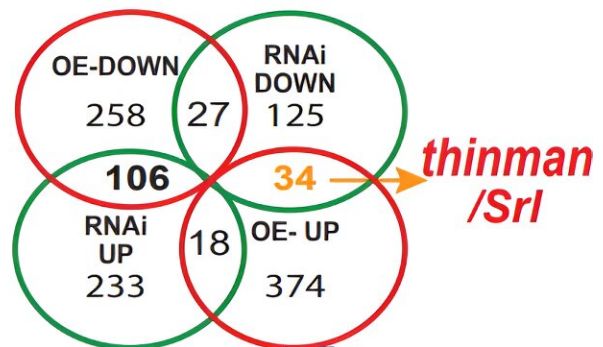 OE-DOWN
258
27
RNAi
DOWN
125
106
34
thinman
/Srl
RNAi
UP
233
18
OE- UP
374